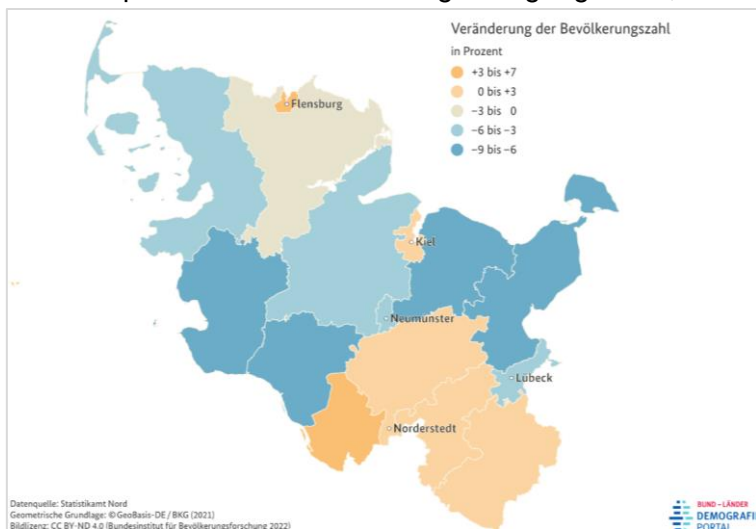 Veränderung der Bevölkerungszahl
in Prozent
+3 bis +7
0 bis +3
−3 bis 0
−6 bis −3
−9 bis −6
Flensburg
Kiel
Neumünster
Lübeck
Norderstedt
Datenquelle: Statistikamt Nord
Geometrische Grundlage: © GeoBasis-DE / BKG (2021)
Bildlizenz: CC BY-ND 4.0 (Bundesinstitut für Bevölkerungsforschung 2022)
BUND-LÄNDER
DEMOGRAFIE
PORTAL